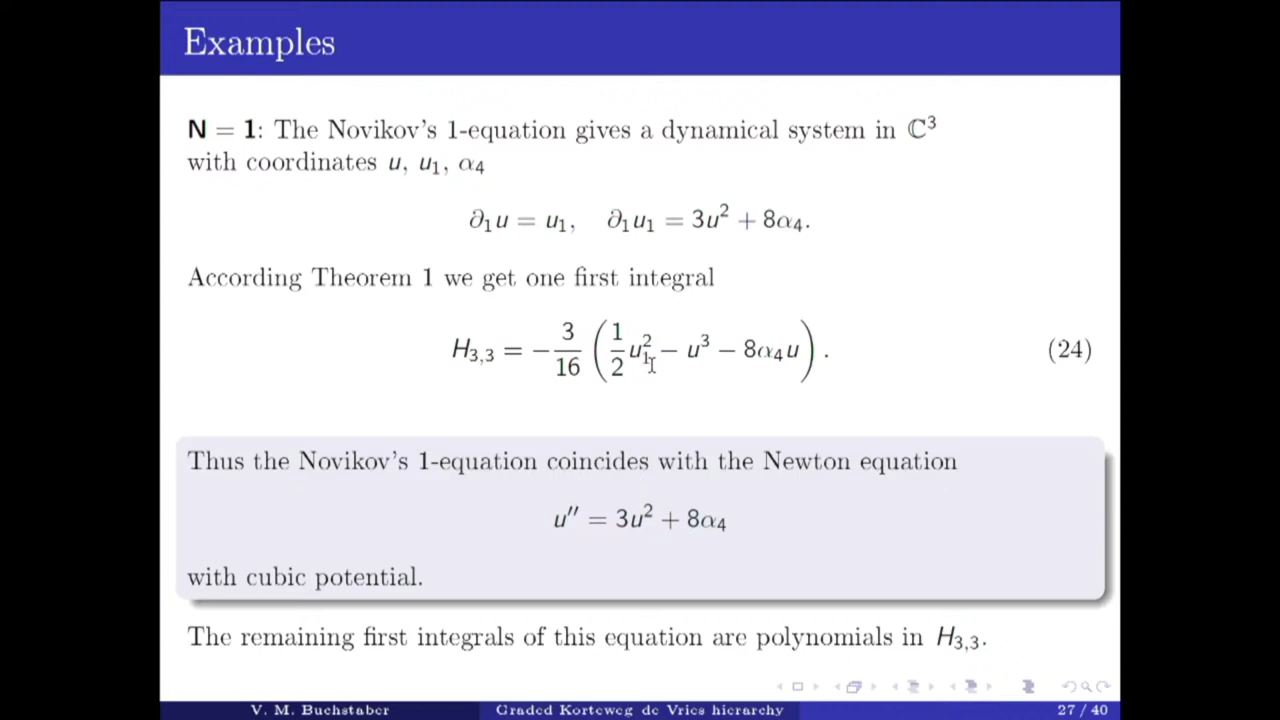 Examples
N = 1: The Novikov's 1-equation gives a dynamical system in ℂ³
with coordinates u, u₁, α₄
∂₁u = u₁, ∂₁u₁ = 3u² + 8α₄.
According Theorem 1 we get one first integral
H₃,₃ = −3/16 (1/2 u₁² − u³ − 8α₄u). (24)
Thus the Novikov's 1-equation coincides with the Newton equation
u″ = 3u² + 8α₄
with cubic potential.
The remaining first integrals of this equation are polynomials in H₃,₃.
V. M. Buchstaber Graded Korteweg de Vries hierarchy 27 / 40